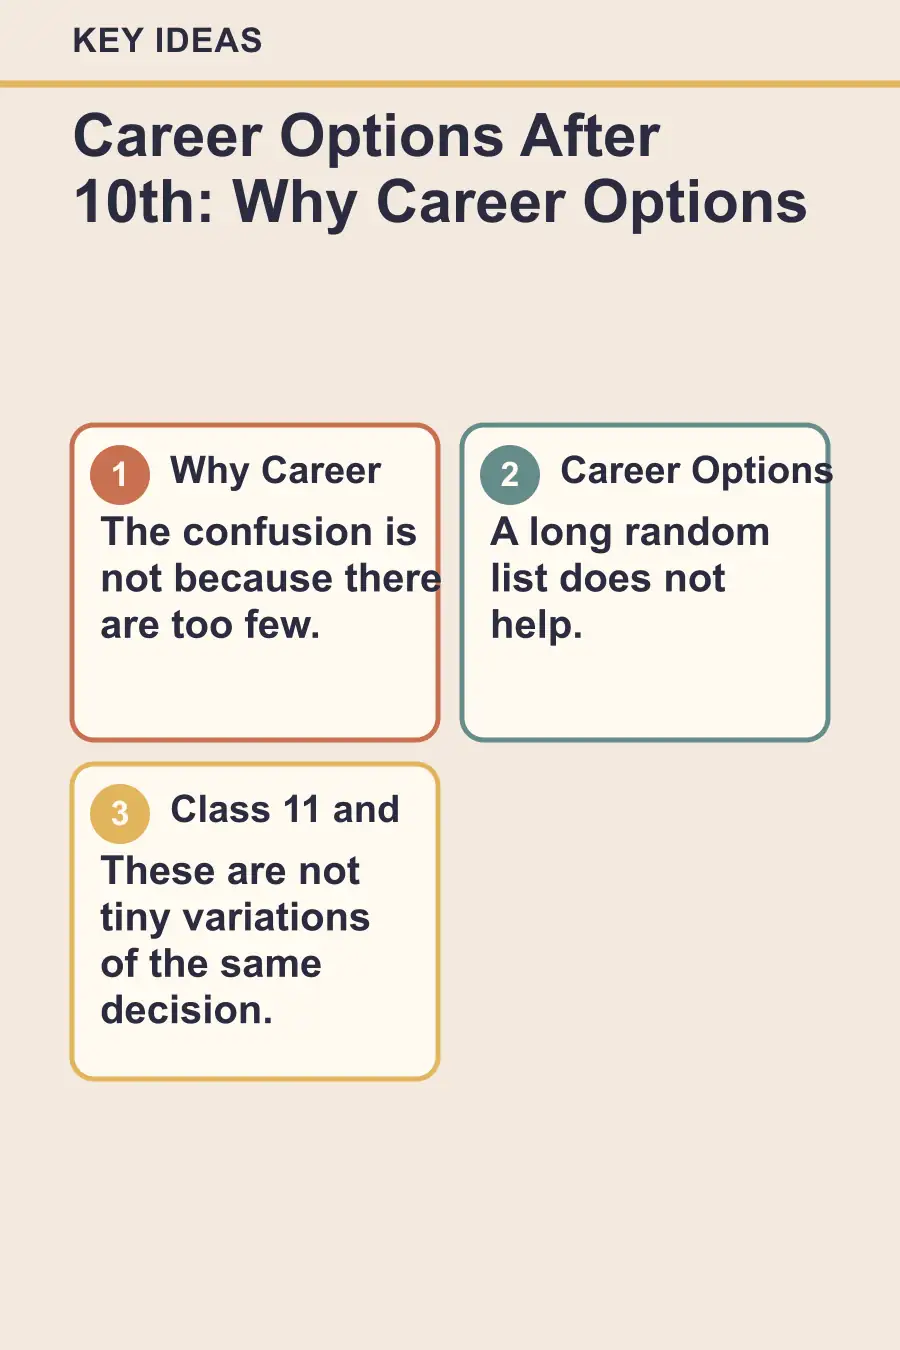 KEY IDEAS
Career Options After
10th: Why Career Options
1 Why Career
The confusion is
not because there
are too few.
2 Career Options
A long random
list does not
help.
3 Class 11 and
These are not
tiny variations
of the same
decision.